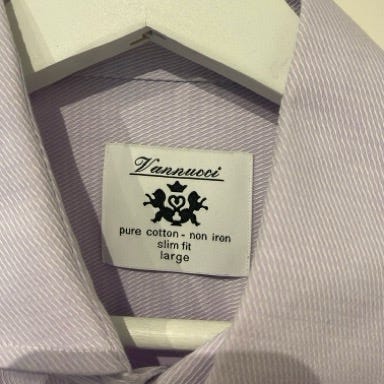 Vannucci
pure cotton - non iron
slim fit
large